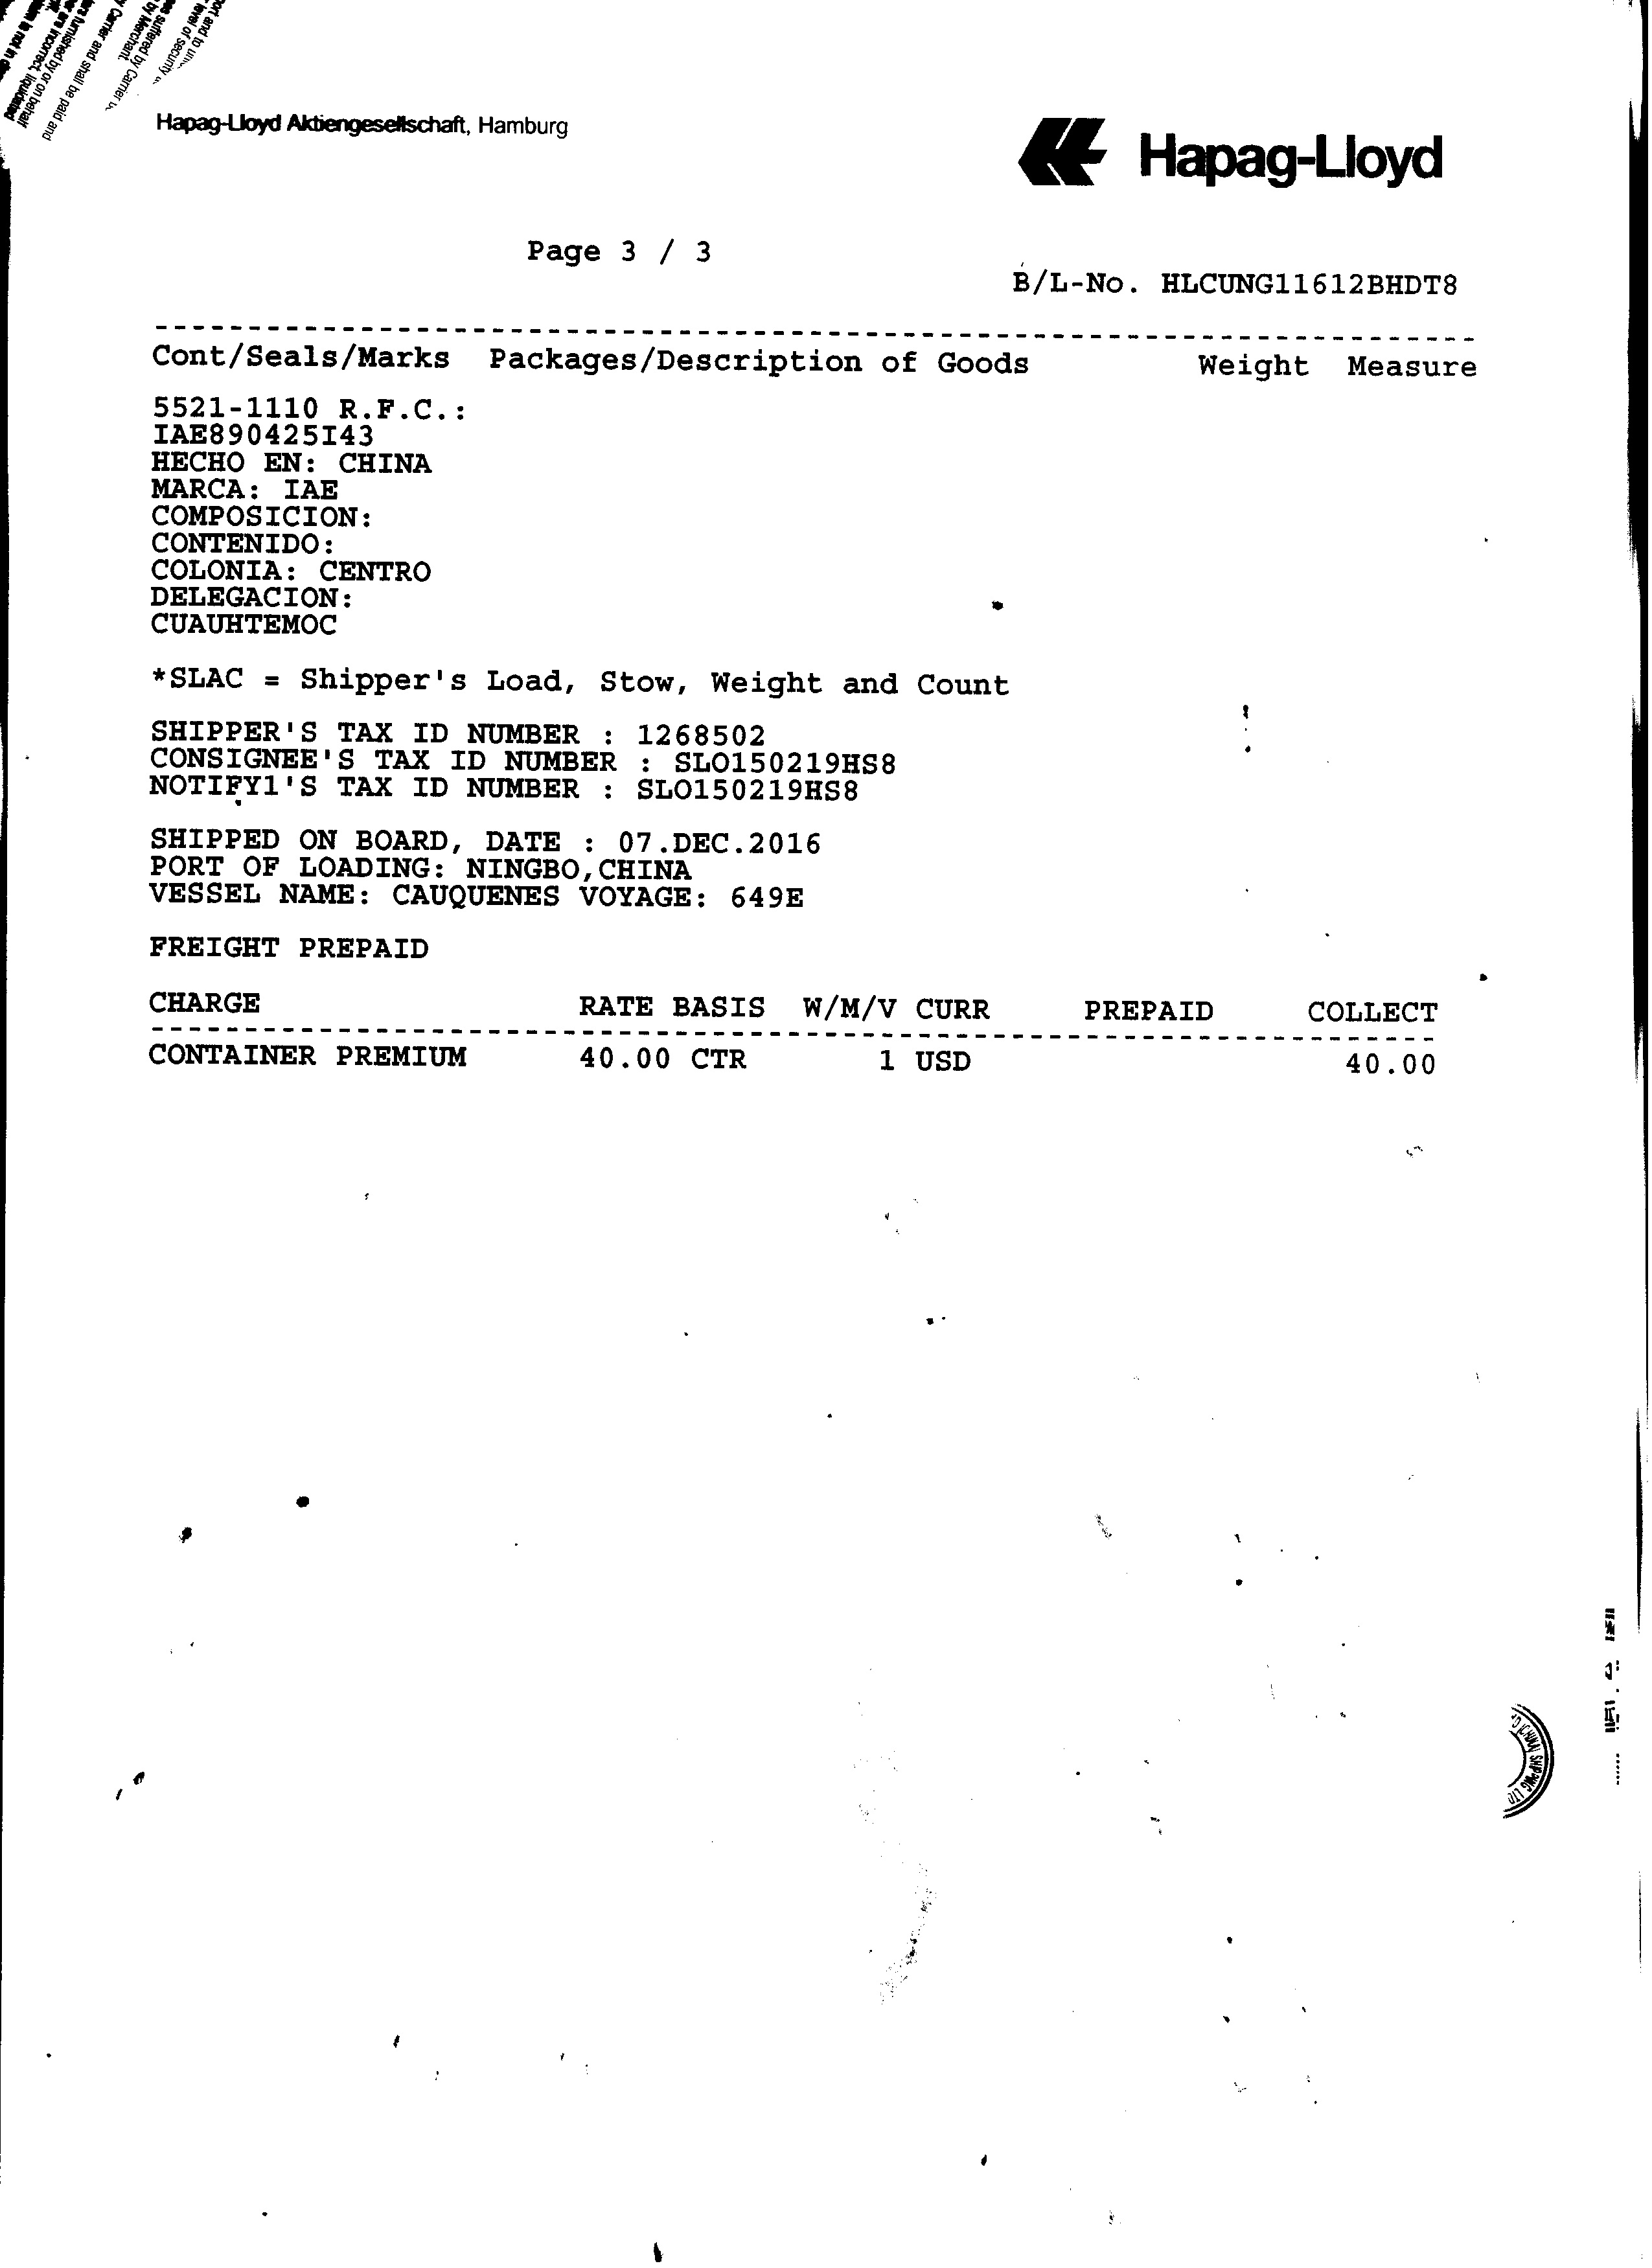 Hapag-Lloyd Aktiengesellschaft, Hamburg
Hapag-Lloyd
Page 3 / 3
B/L-No. HLCUNG11612BHDT8
Cont/Seals/Marks Packages/Description of Goods Weight Measure
5521-1110 R.F.C.:
IAE890425I43
HECHO EN: CHINA
MARCA: IAE
COMPOSICION:
CONTENIDO:
COLONIA: CENTRO
DELEGACION:
CUAUHTEMOC
*SLAC = Shipper's Load, Stow, Weight and Count
SHIPPER'S TAX ID NUMBER : 1268502
CONSIGNEE'S TAX ID NUMBER : SLO150219HS8
NOTIFY1'S TAX ID NUMBER : SLO150219HS8
SHIPPED ON BOARD, DATE : 07.DEC.2016
PORT OF LOADING: NINGBO,CHINA
VESSEL NAME: CAUQUENES VOYAGE: 649E
FREIGHT PREPAID
CHARGE RATE BASIS W/M/V CURR PREPAID COLLECT
CONTAINER PREMIUM 40.00 CTR 1 USD 40.00
(CHINA) SHIPPING LTD